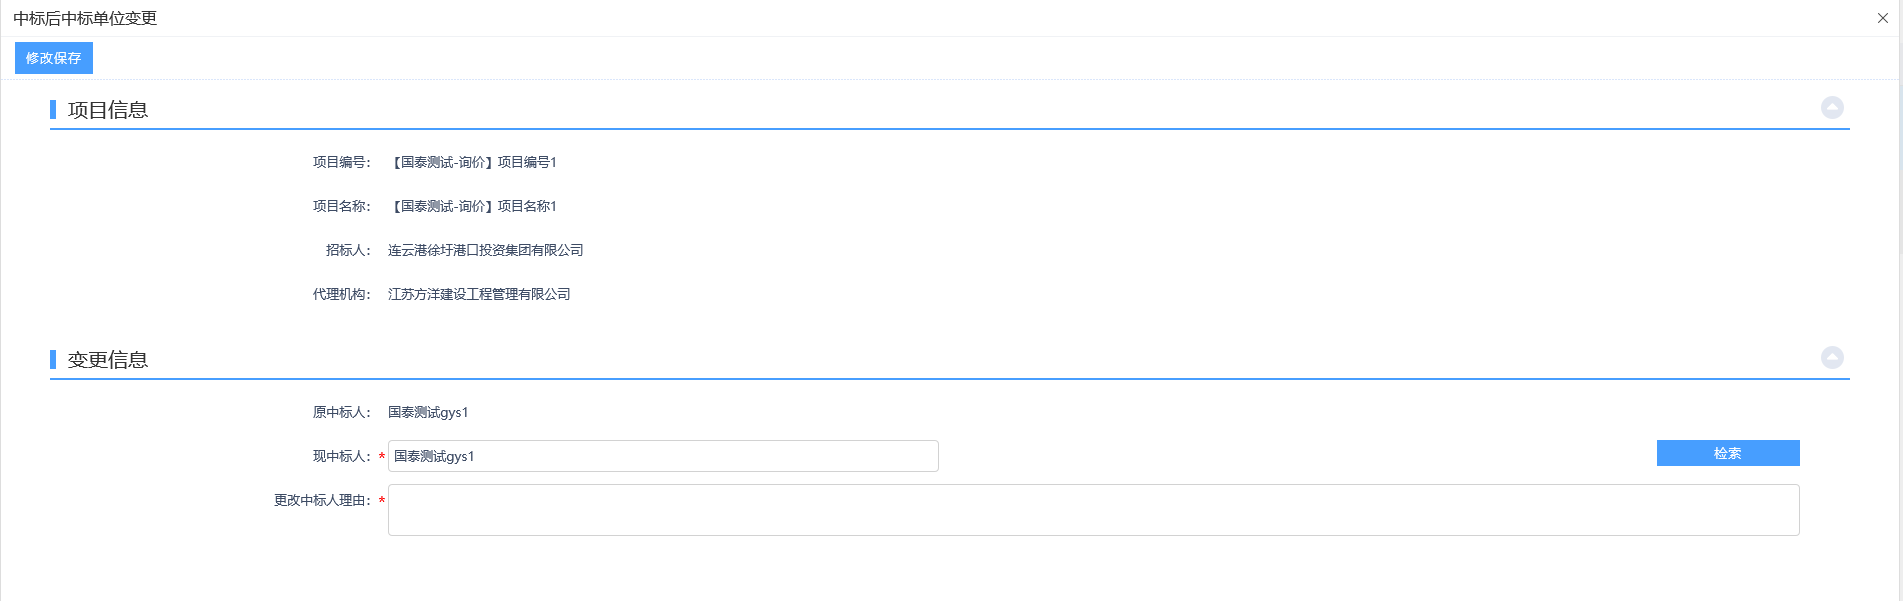 中标后中标单位变更
修改保存
项目信息
项目编号： 【国泰测试-询价】项目编号1
项目名称： 【国泰测试-询价】项目名称1
招标人： 连云港徐圩港口投资集团有限公司
代理机构： 江苏方洋建设工程管理有限公司
变更信息
原中标人： 国泰测试gys1
现中标人：* 国泰测试gys1 检索
更改中标人理由：*